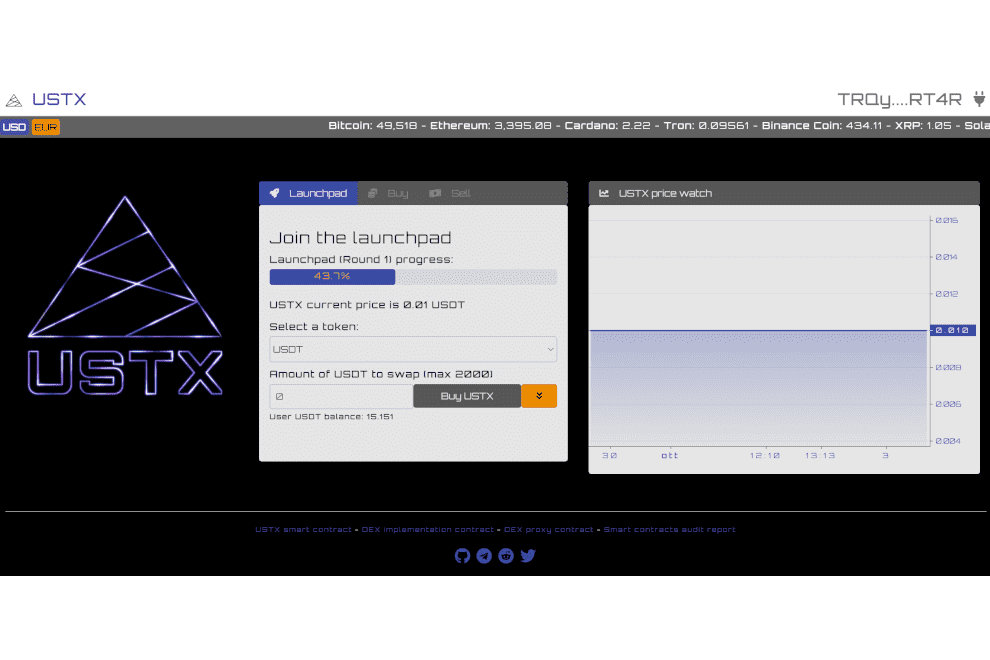 USTX
TRQy....RT4R
USD EUR
Bitcoin: 49,518 - Ethereum: 3,395.08 - Cardano: 2.22 - Tron: 0.09561 - Binance Coin: 434.11 - XRP: 1.05 - Sola
Launchpad Buy Sell
Join the launchpad
Launchpad (Round 1) progress:
43.7%
USTX current price is 0.01 USDT
Select a token:
USDT
Amount of USDT to swap (max 2000)
0 Buy USTX
User USDT balance: 15.151
USTX price watch
0.016
0.014
0.012
0.010
0.008
0.006
0.004
30 ott 12:10 13:13 3
USTX
USTX smart contract - DEX implementation contract - DEX proxy contract - Smart contracts audit report